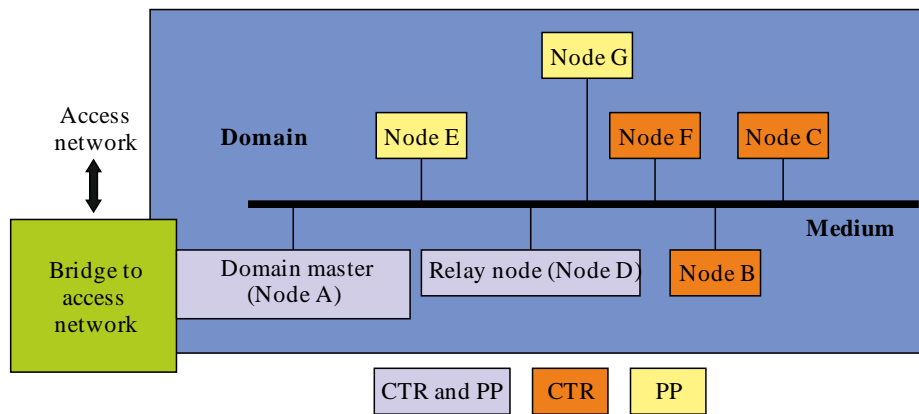 Node G
Access
network
Domain
Node E
Node F
Node C
Medium
Bridge to
access
network
Domain master
(Node A)
Relay node (Node D)
Node B
CTR and PP
CTR
PP